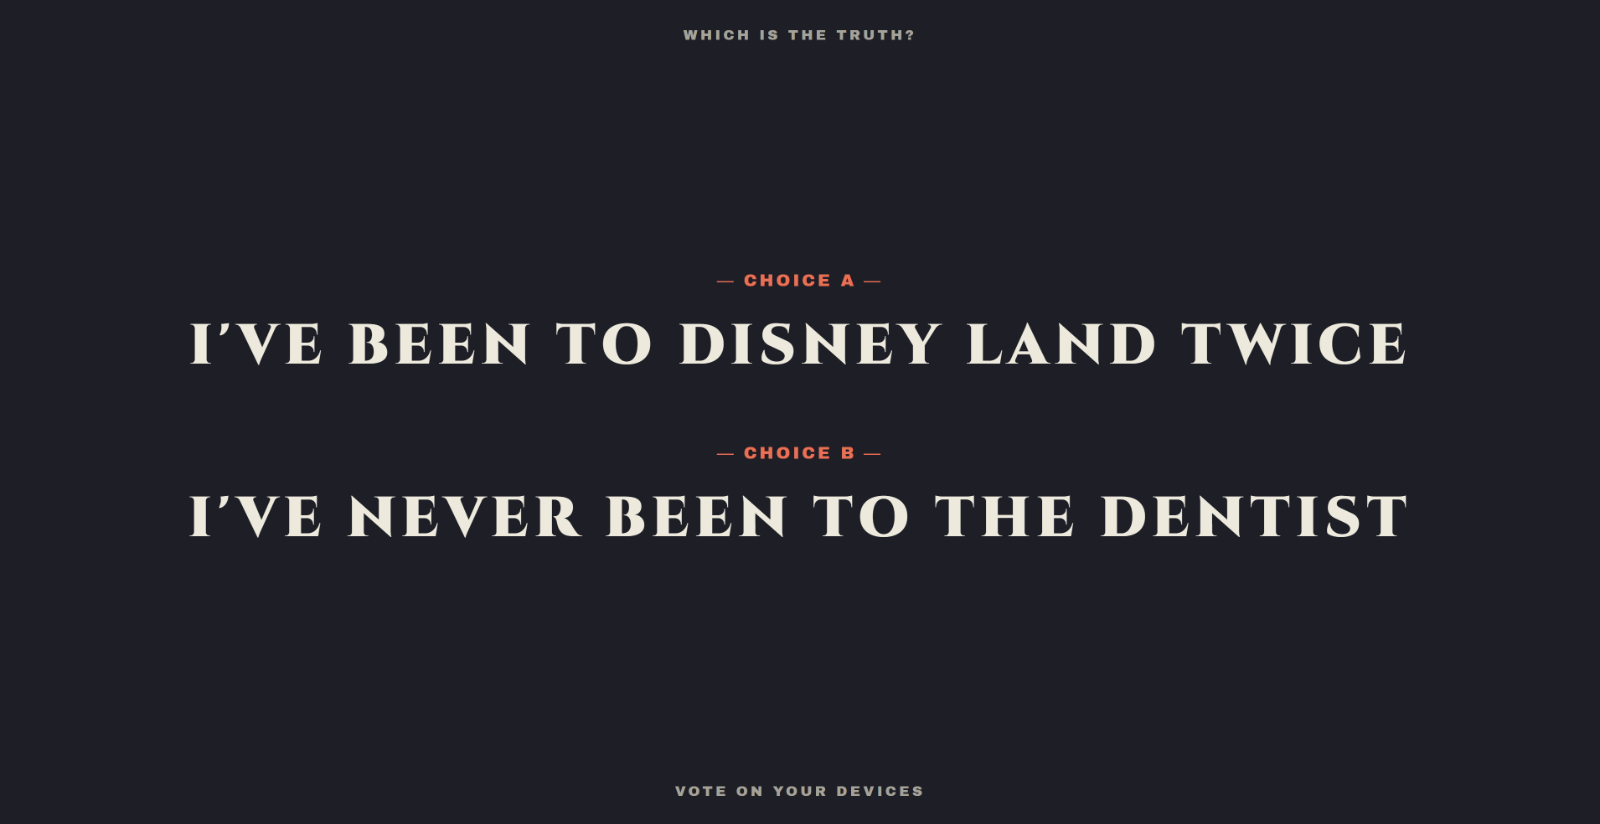 WHICH IS THE TRUTH?
— CHOICE A —
I'VE BEEN TO DISNEY LAND TWICE
— CHOICE B —
I'VE NEVER BEEN TO THE DENTIST
VOTE ON YOUR DEVICES